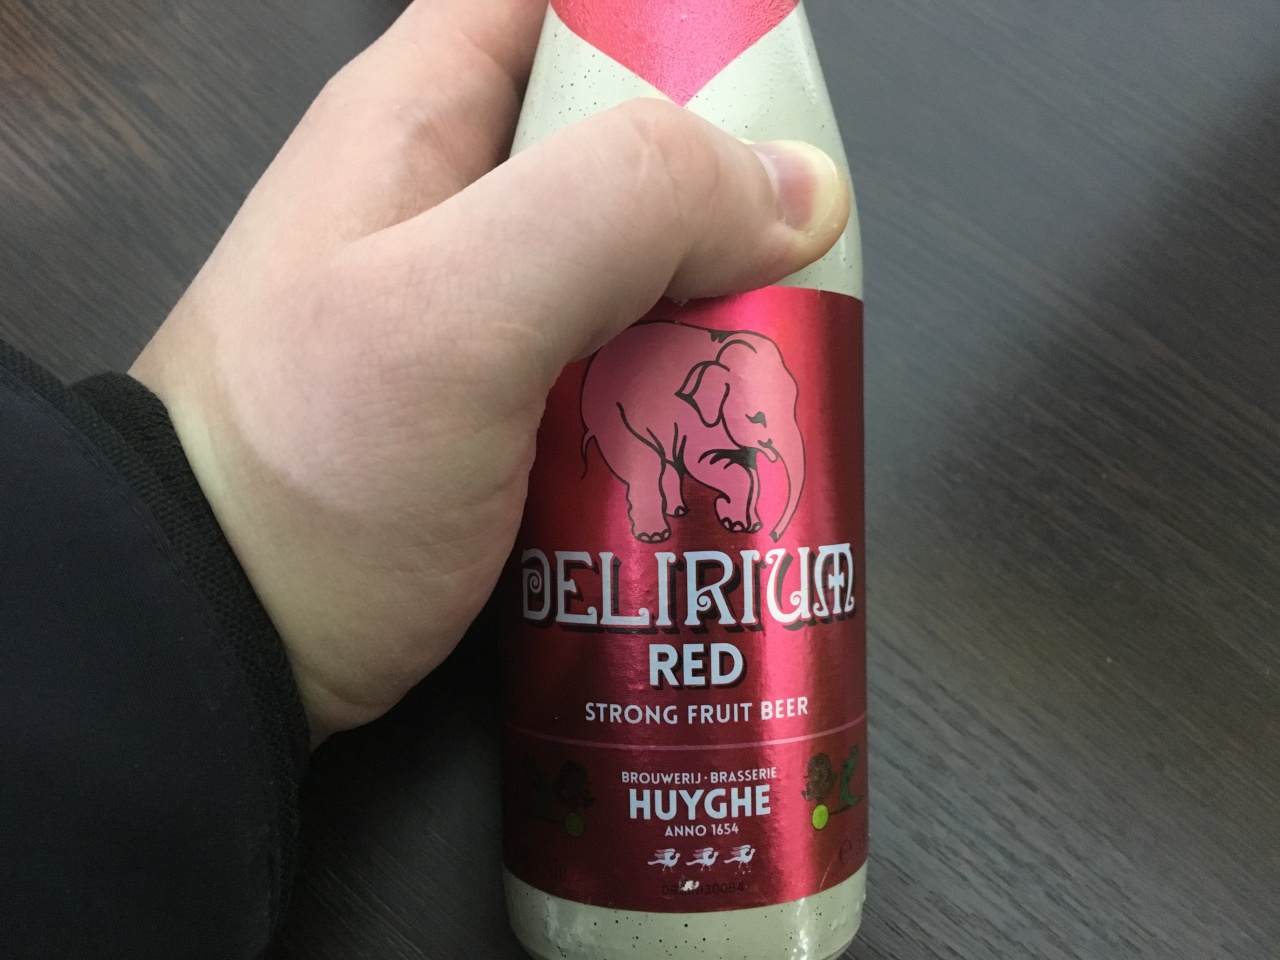 DELIRIUM
RED
STRONG FRUIT BEER
BROUWERIJ·BRASSERIE
HUYGHE
ANNO 1654